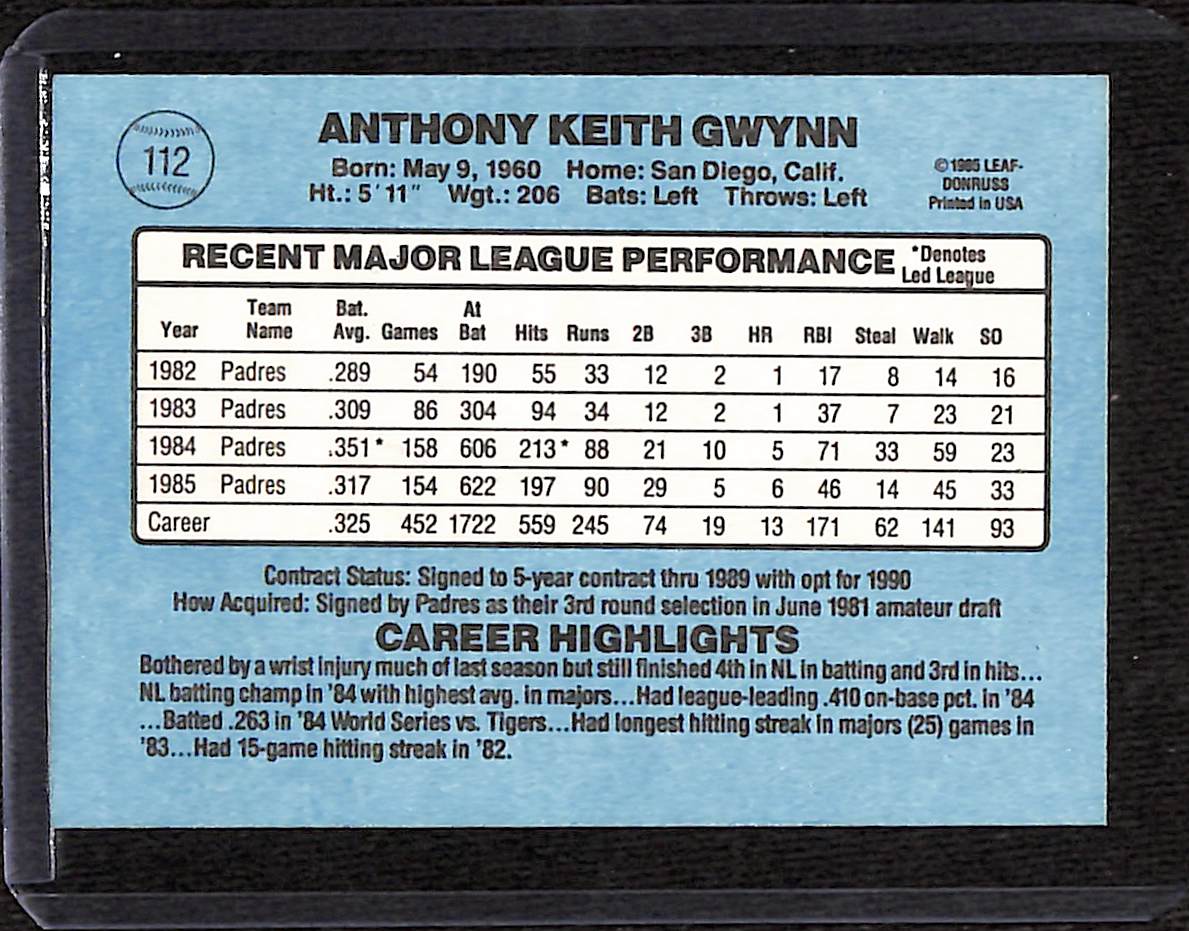 112
ANTHONY KEITH GWYNN
Born: May 9, 1960 Home: San Diego, Calif.
Ht.: 5'11" Wgt.: 206 Bats: Left Throws: Left
©1985 LEAF-
DONRUSS
Printed in USA
RECENT MAJOR LEAGUE PERFORMANCE *Denotes Led League
Year Team Name Bat. Avg. Games At Bat Hits Runs 2B 3B HR RBI Steal Walk SO
1982 Padres .289 54 190 55 33 12 2 1 17 8 14 16
1983 Padres .309 86 304 94 34 12 2 1 37 7 23 21
1984 Padres .351* 158 606 213* 88 21 10 5 71 33 59 23
1985 Padres .317 154 622 197 90 29 5 6 46 14 45 33
Career .325 452 1722 559 245 74 19 13 171 62 141 93
Contract Status: Signed to 5-year contract thru 1989 with opt for 1990
How Acquired: Signed by Padres as their 3rd round selection in June 1981 amateur draft
CAREER HIGHLIGHTS
Bothered by a wrist injury much of last season but still finished 4th in NL in batting and 3rd in hits...
NL batting champ in '84 with highest avg. in majors...Had league-leading .410 on-base pct. in '84
...Batted .263 in '84 World Series vs. Tigers...Had longest hitting streak in majors (25) games in
'83...Had 15-game hitting streak in '82.